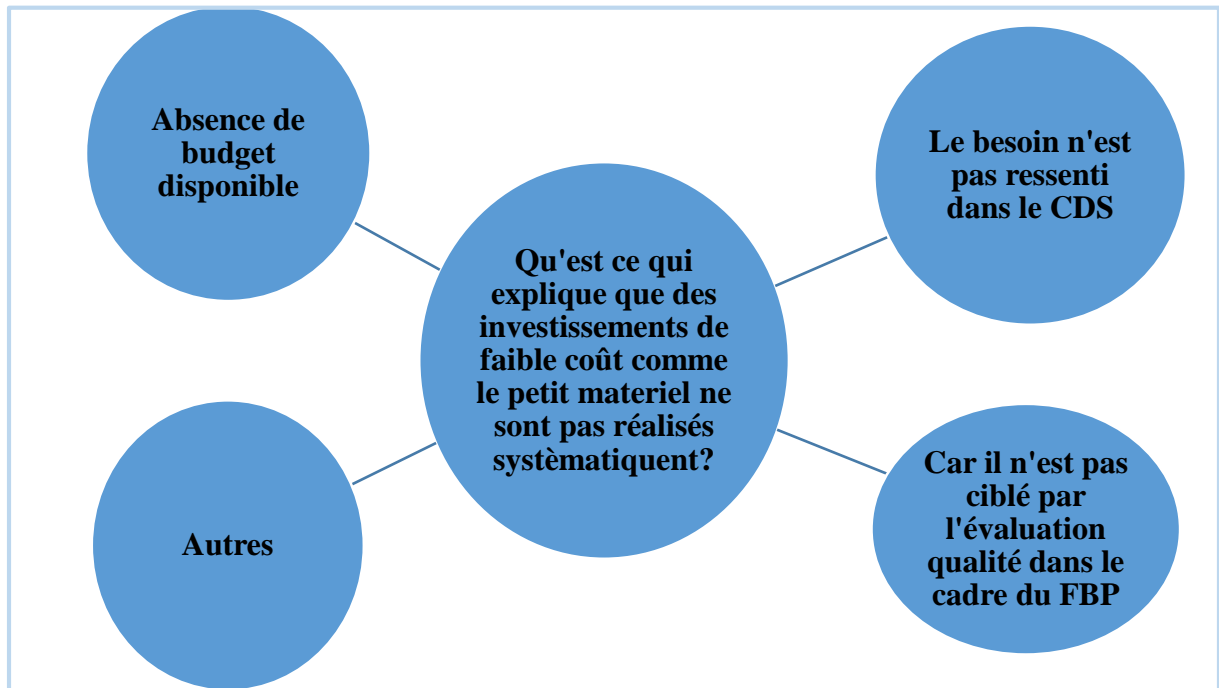 Absence de
budget
disponible
Le besoin n'est
pas ressenti
dans le CDS
Qu'est ce qui
explique que des
investissements de
faible coût comme
le petit materiel ne
sont pas réalisés
systèmatiquent?
Autres
Car il n'est pas
ciblé par
l'évaluation
qualité dans le
cadre du FBP